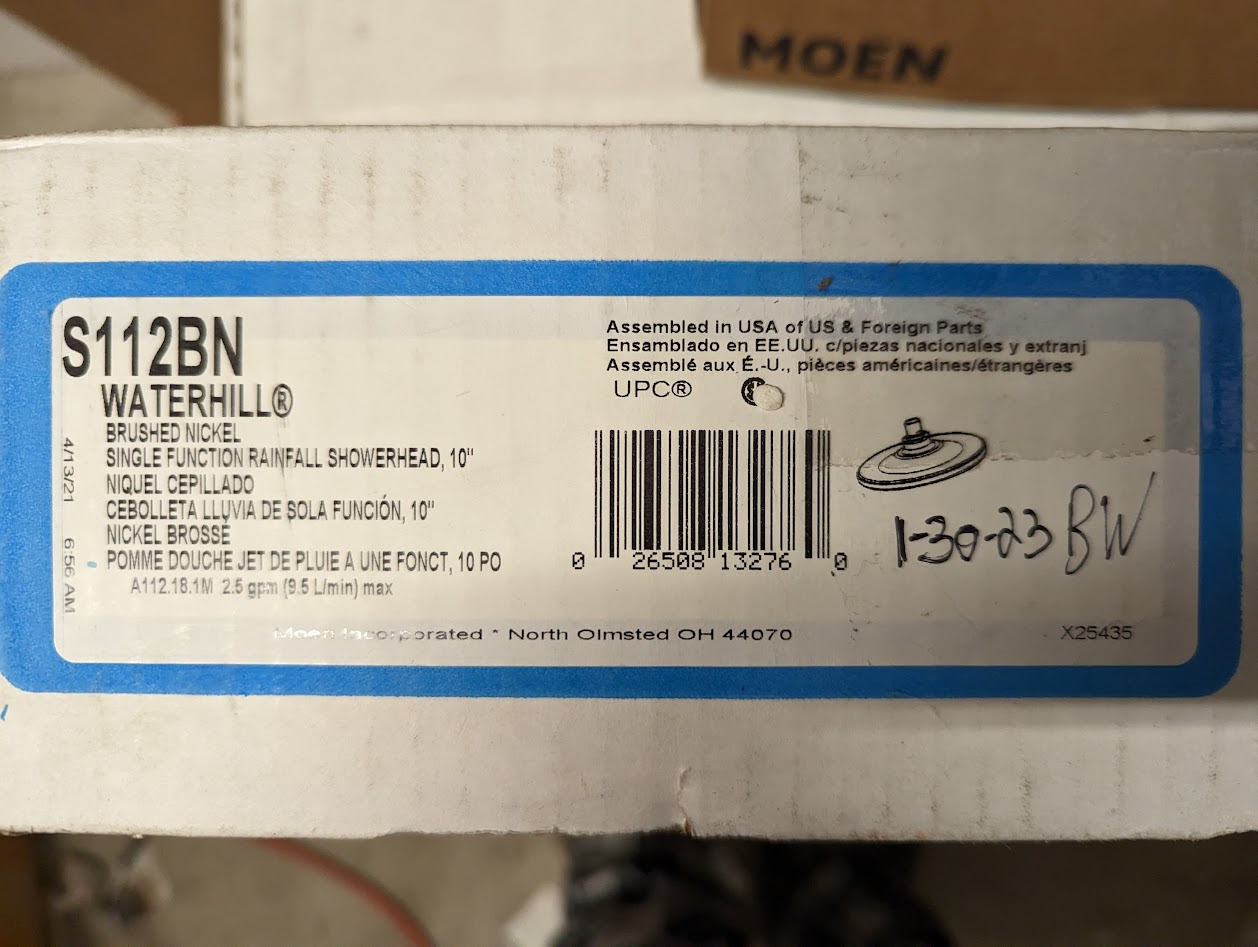 MOEN
S112BN
WATERHILL®
BRUSHED NICKEL
SINGLE FUNCTION RAINFALL SHOWERHEAD, 10"
NIQUEL CEPILLADO
CEBOLLETA LLUVIA DE SOLA FUNCIÓN, 10"
NICKEL BROSSÉ
POMME DOUCHE JET DE PLUIE A UNE FONCT, 10 PO
A112.18.1M 2.5 gpm (9.5 L/min) max
4/13/21 6:56 AM
Assembled in USA of US & Foreign Parts
Ensamblado en EE.UU. c/piezas nacionales y extranj
Assemblé aux É.-U., pièces américaines/étrangères
UPC®
0 26508 13276 0
1-30-23 BW
Moen Incorporated * North Olmsted OH 44070
X25435